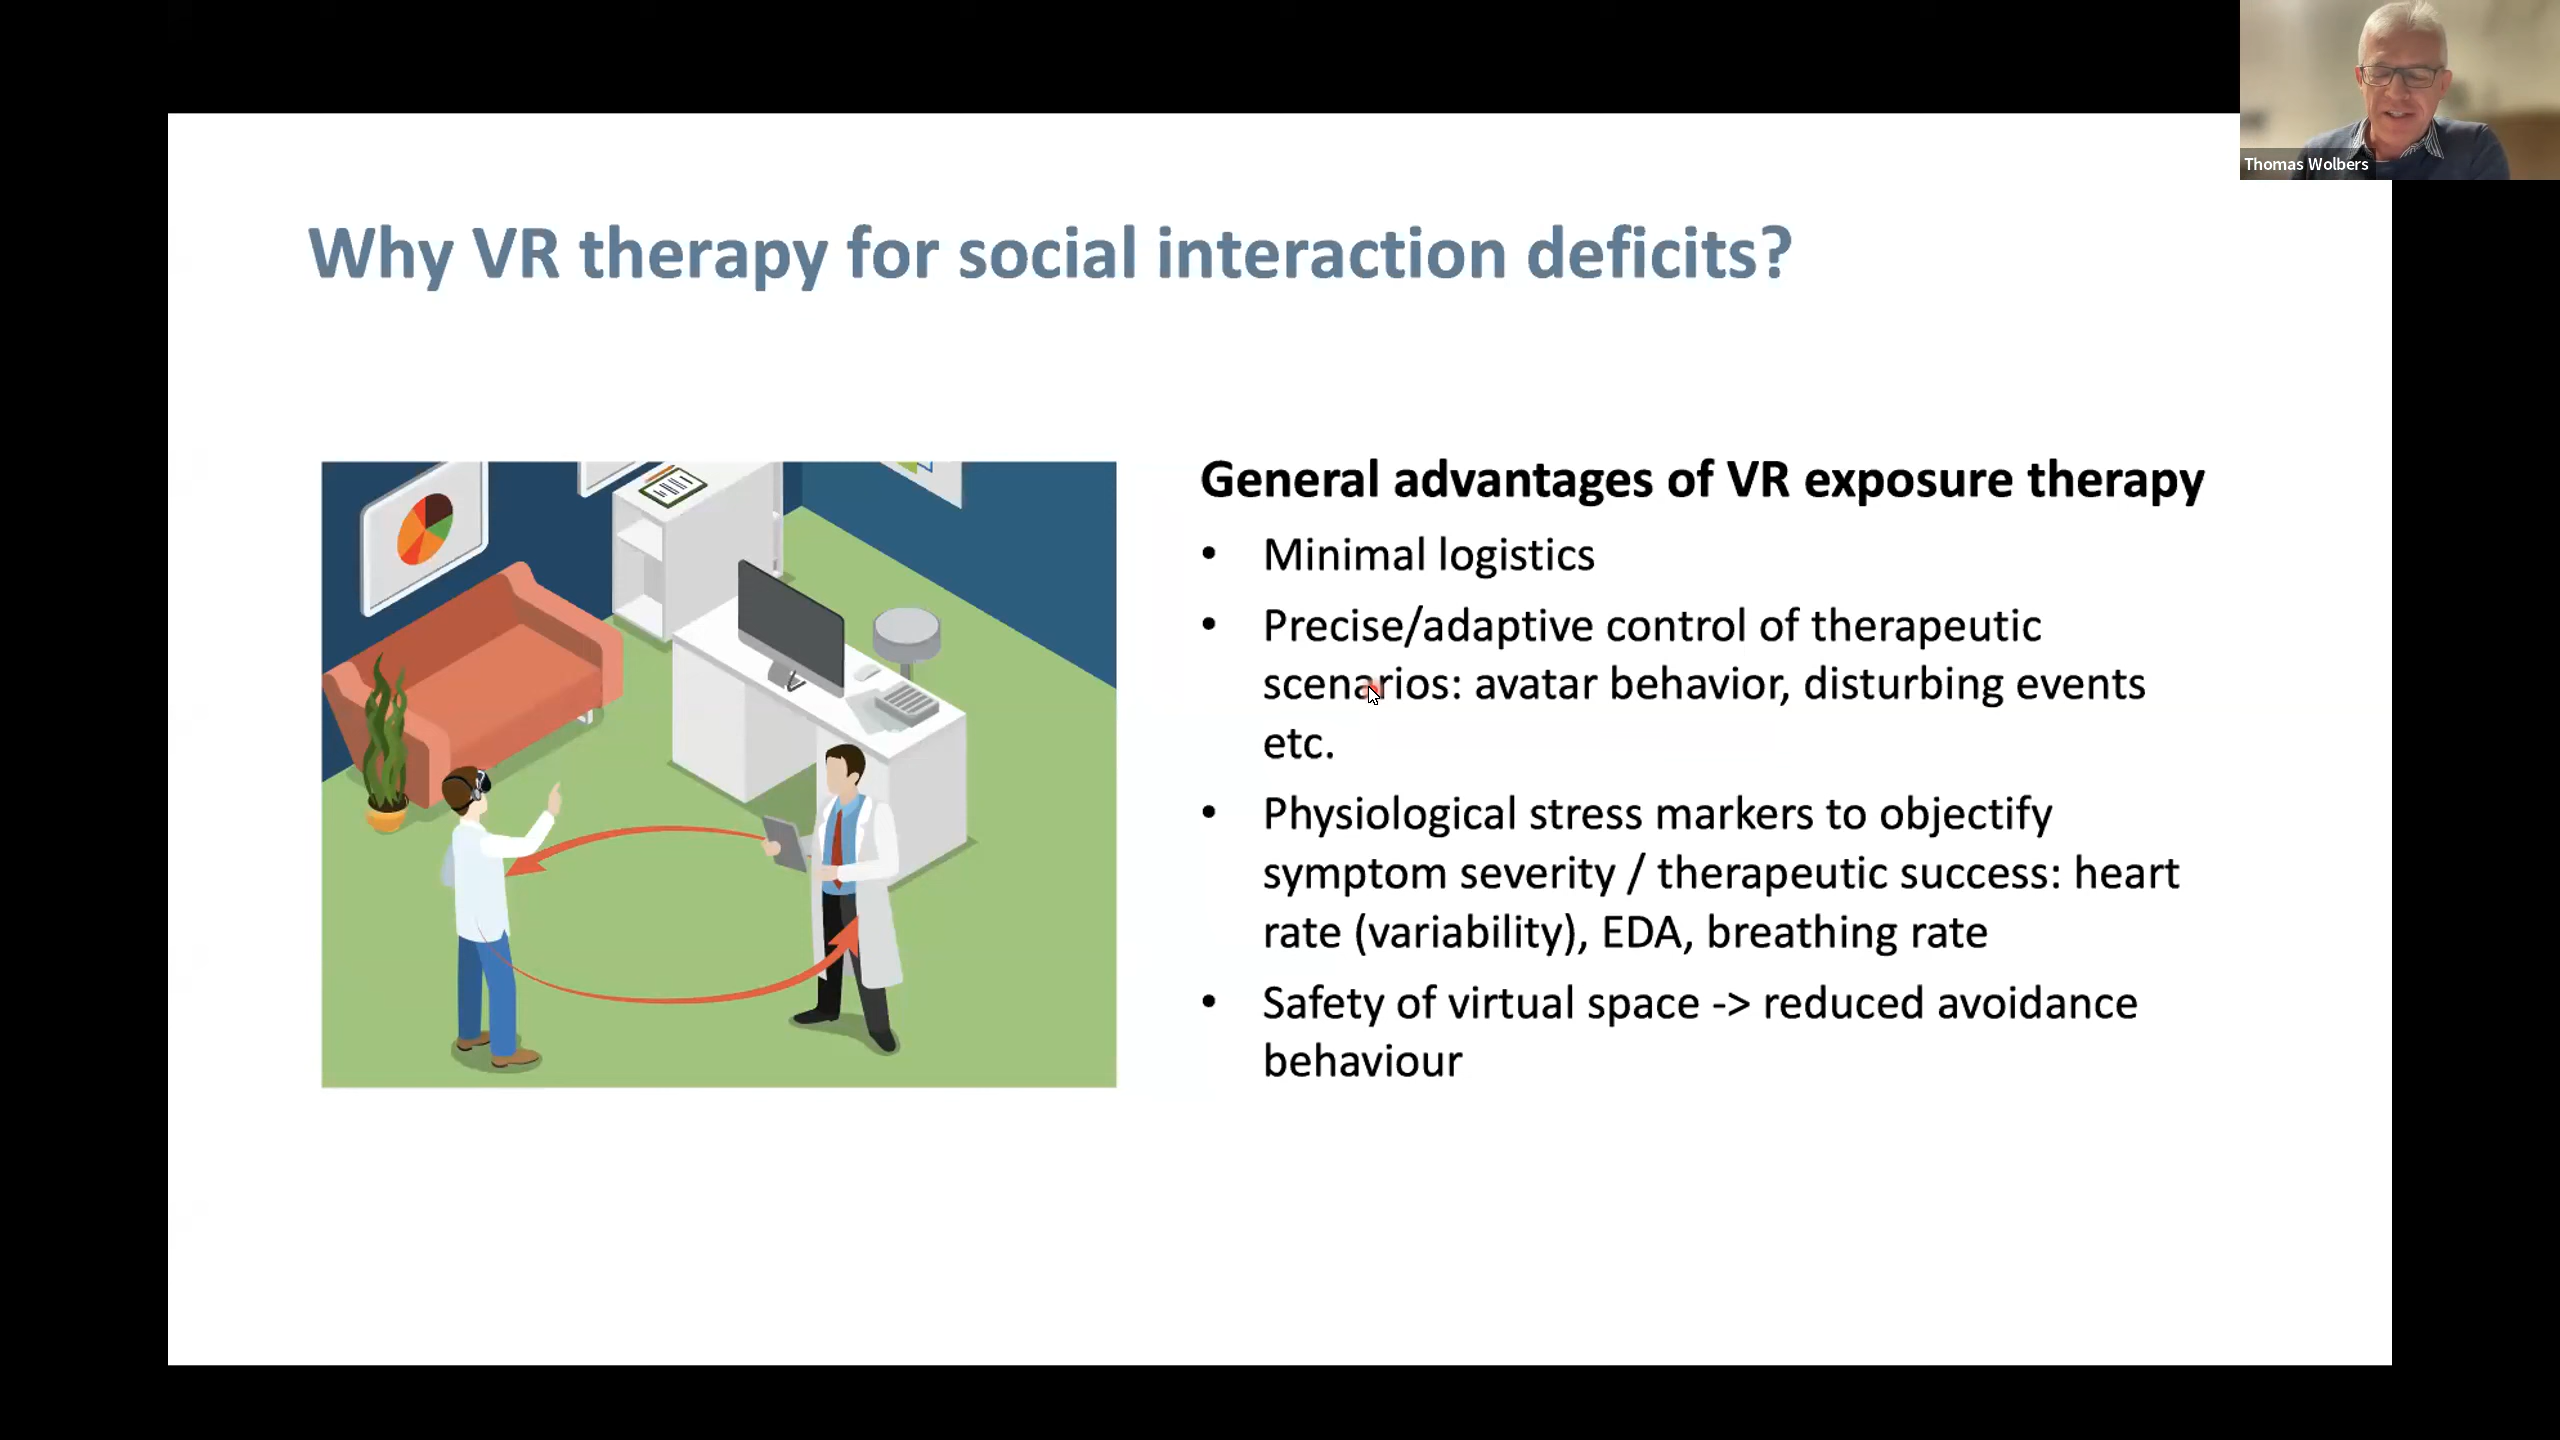 Thomas Wolbers
Why VR therapy for social interaction deficits?
General advantages of VR exposure therapy
• Minimal logistics
• Precise/adaptive control of therapeutic
scenarios: avatar behavior, disturbing events
etc.
• Physiological stress markers to objectify
symptom severity / therapeutic success: heart
rate (variability), EDA, breathing rate
• Safety of virtual space -> reduced avoidance
behaviour